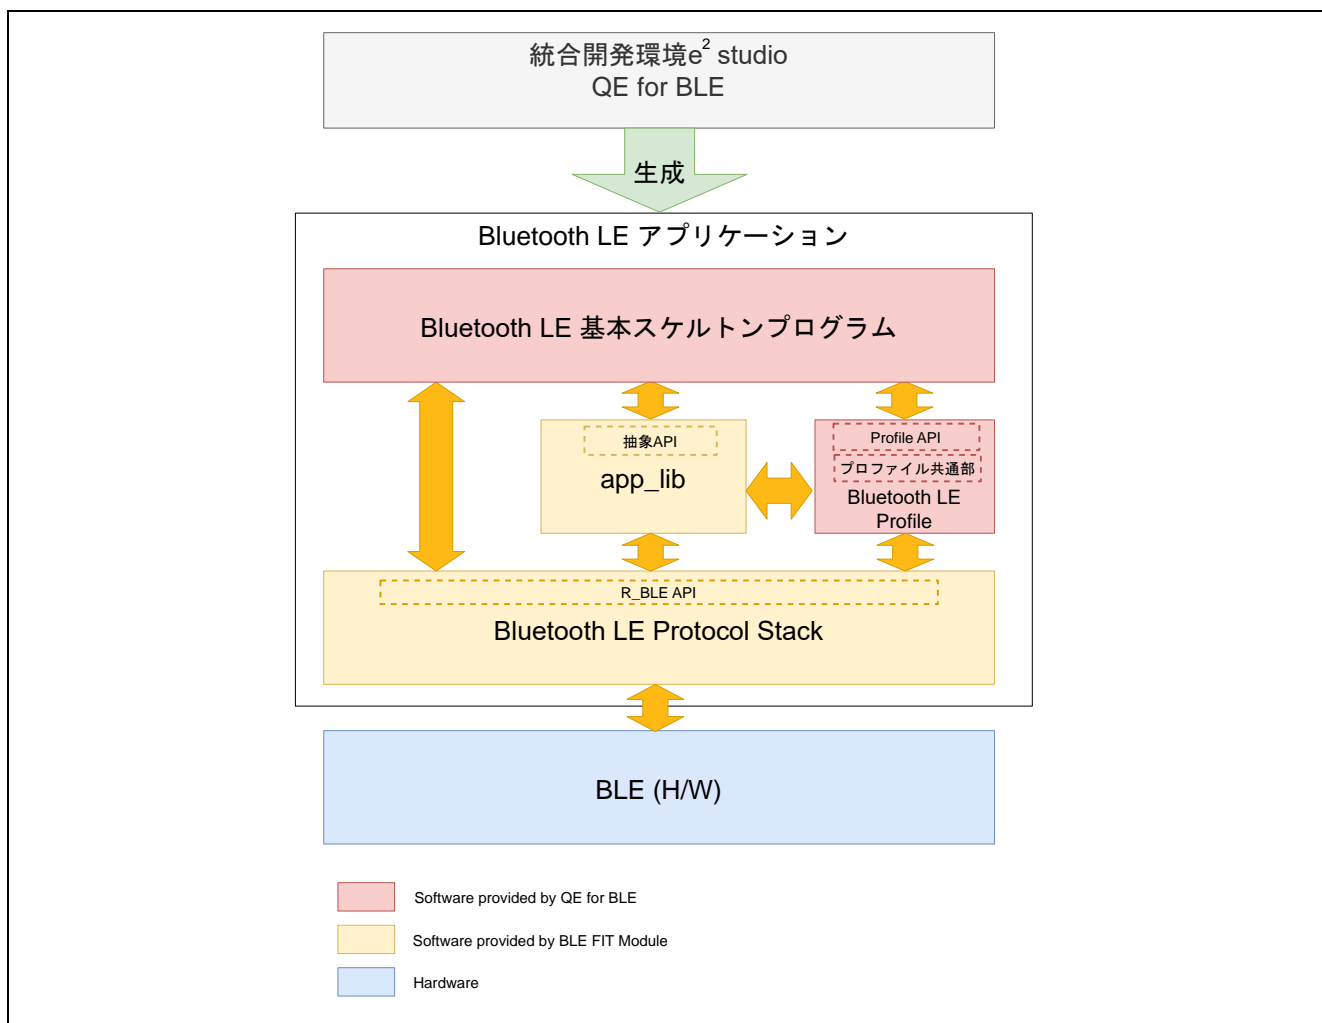 統合開発環境e² studio
QE for BLE
生成
Bluetooth LE アプリケーション
Bluetooth LE 基本スケルトンプログラム
抽象API
app_lib
Profile API
プロファイル共通部
Bluetooth LE
Profile
R_BLE API
Bluetooth LE Protocol Stack
BLE (H/W)
Software provided by QE for BLE
Software provided by BLE FIT Module
Hardware